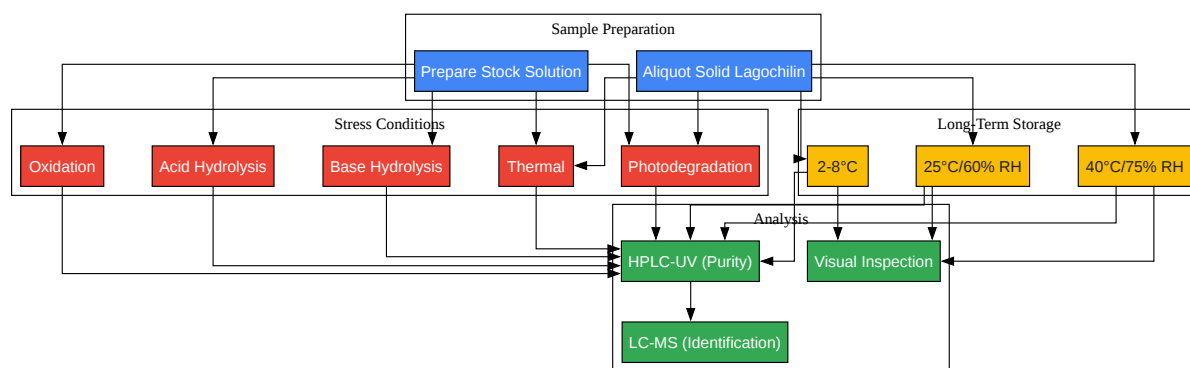 Sample Preparation
Prepare Stock Solution
Aliquot Solid Lagochilin
Stress Conditions
Long-Term Storage
Oxidation
Acid Hydrolysis
Base Hydrolysis
Thermal
Photodegradation
2-8°C
25°C/60% RH
40°C/75% RH
Analysis
HPLC-UV (Purity)
Visual Inspection
LC-MS (Identification)